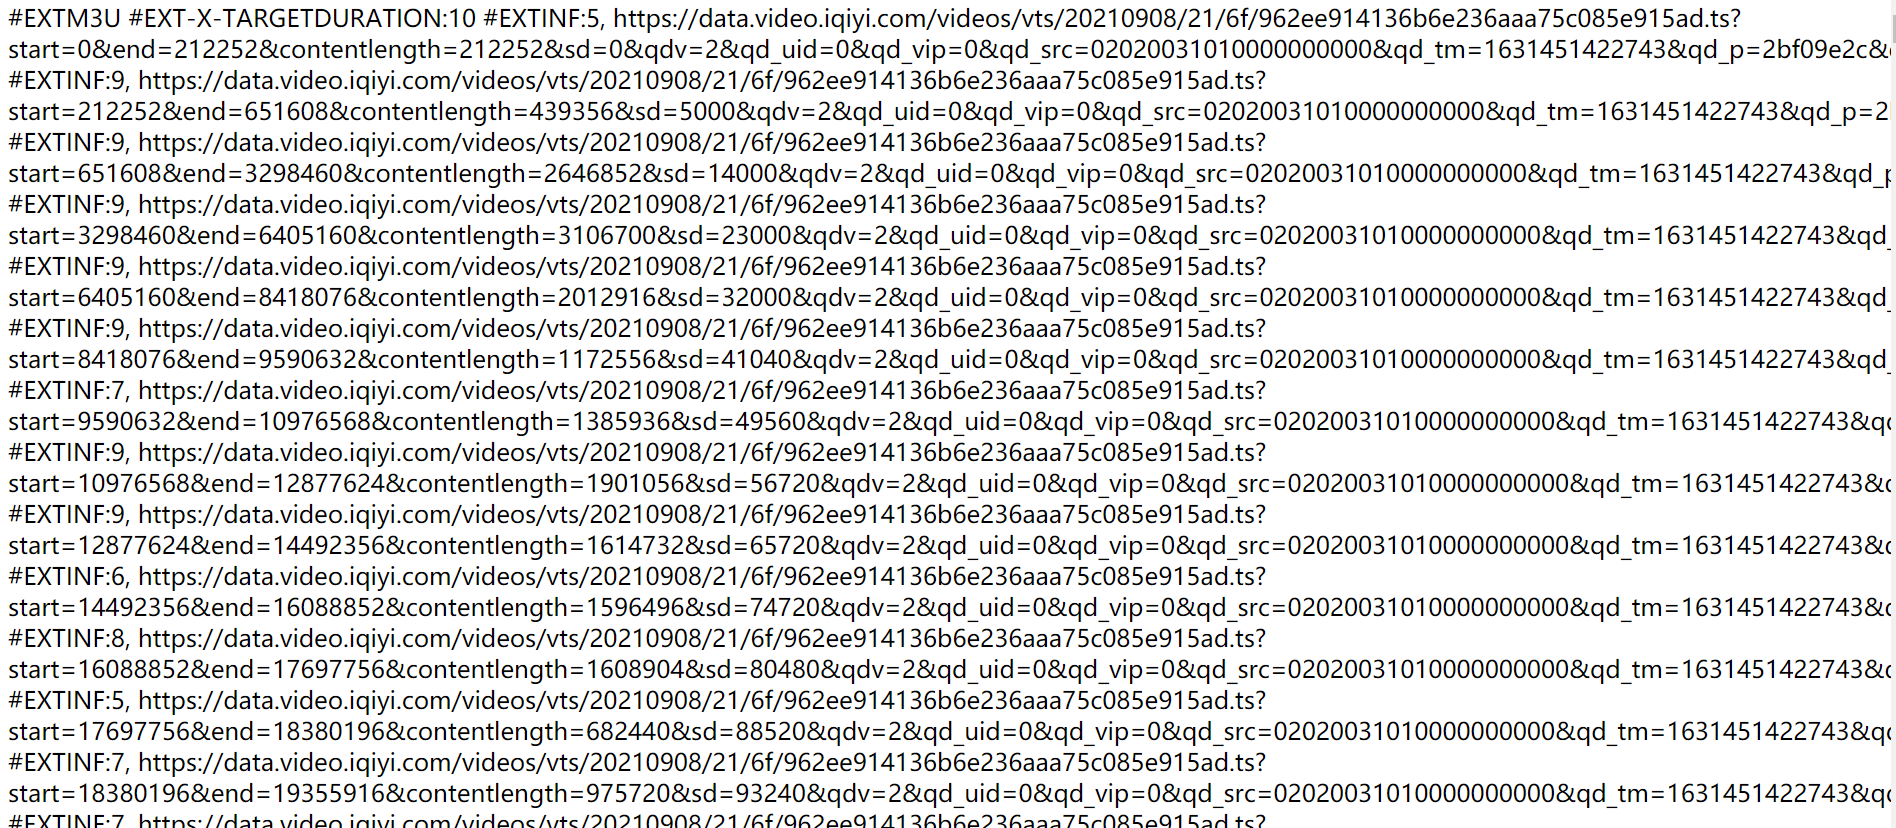 #EXTM3U #EXT-X-TARGETDURATION:10 #EXTINF:5, https://data.video.iqiyi.com/videos/vts/20210908/21/6f/962ee914136b6e236aaa75c085e915ad.ts?
start=0&end=212252&contentlength=212252&sd=0&qdv=2&qd_uid=0&qd_vip=0&qd_src=02020031010000000000&qd_tm=1631451422743&qd_p=2bf09e2c&
#EXTINF:9, https://data.video.iqiyi.com/videos/vts/20210908/21/6f/962ee914136b6e236aaa75c085e915ad.ts?
start=212252&end=651608&contentlength=439356&sd=5000&qdv=2&qd_uid=0&qd_vip=0&qd_src=02020031010000000000&qd_tm=1631451422743&qd_p=2
#EXTINF:9, https://data.video.iqiyi.com/videos/vts/20210908/21/6f/962ee914136b6e236aaa75c085e915ad.ts?
start=651608&end=3298460&contentlength=2646852&sd=14000&qdv=2&qd_uid=0&qd_vip=0&qd_src=02020031010000000000&qd_tm=1631451422743&qd_p
#EXTINF:9, https://data.video.iqiyi.com/videos/vts/20210908/21/6f/962ee914136b6e236aaa75c085e915ad.ts?
start=3298460&end=6405160&contentlength=3106700&sd=23000&qdv=2&qd_uid=0&qd_vip=0&qd_src=02020031010000000000&qd_tm=1631451422743&qd_
#EXTINF:9, https://data.video.iqiyi.com/videos/vts/20210908/21/6f/962ee914136b6e236aaa75c085e915ad.ts?
start=6405160&end=8418076&contentlength=2012916&sd=32000&qdv=2&qd_uid=0&qd_vip=0&qd_src=02020031010000000000&qd_tm=1631451422743&qd_
#EXTINF:9, https://data.video.iqiyi.com/videos/vts/20210908/21/6f/962ee914136b6e236aaa75c085e915ad.ts?
start=8418076&end=9590632&contentlength=1172556&sd=41040&qdv=2&qd_uid=0&qd_vip=0&qd_src=02020031010000000000&qd_tm=1631451422743&qd_
#EXTINF:7, https://data.video.iqiyi.com/videos/vts/20210908/21/6f/962ee914136b6e236aaa75c085e915ad.ts?
start=9590632&end=10976568&contentlength=1385936&sd=49560&qdv=2&qd_uid=0&qd_vip=0&qd_src=02020031010000000000&qd_tm=1631451422743&qd
#EXTINF:9, https://data.video.iqiyi.com/videos/vts/20210908/21/6f/962ee914136b6e236aaa75c085e915ad.ts?
start=10976568&end=12877624&contentlength=1901056&sd=56720&qdv=2&qd_uid=0&qd_vip=0&qd_src=02020031010000000000&qd_tm=1631451422743&
#EXTINF:9, https://data.video.iqiyi.com/videos/vts/20210908/21/6f/962ee914136b6e236aaa75c085e915ad.ts?
start=12877624&end=14492356&contentlength=1614732&sd=65720&qdv=2&qd_uid=0&qd_vip=0&qd_src=02020031010000000000&qd_tm=1631451422743&
#EXTINF:6, https://data.video.iqiyi.com/videos/vts/20210908/21/6f/962ee914136b6e236aaa75c085e915ad.ts?
start=14492356&end=16088852&contentlength=1596496&sd=74720&qdv=2&qd_uid=0&qd_vip=0&qd_src=02020031010000000000&qd_tm=1631451422743&
#EXTINF:8, https://data.video.iqiyi.com/videos/vts/20210908/21/6f/962ee914136b6e236aaa75c085e915ad.ts?
start=16088852&end=17697756&contentlength=1608904&sd=80480&qdv=2&qd_uid=0&qd_vip=0&qd_src=02020031010000000000&qd_tm=1631451422743&
#EXTINF:5, https://data.video.iqiyi.com/videos/vts/20210908/21/6f/962ee914136b6e236aaa75c085e915ad.ts?
start=17697756&end=18380196&contentlength=682440&sd=88520&qdv=2&qd_uid=0&qd_vip=0&qd_src=02020031010000000000&qd_tm=1631451422743&qd
#EXTINF:7, https://data.video.iqiyi.com/videos/vts/20210908/21/6f/962ee914136b6e236aaa75c085e915ad.ts?
start=18380196&end=19355916&contentlength=975720&sd=93240&qdv=2&qd_uid=0&qd_vip=0&qd_src=02020031010000000000&qd_tm=1631451422743&qd
#EXTINF:7, https://data.video.iqiyi.com/videos/vts/20210908/21/6f/962ee914136b6e236aaa75c085e915ad.ts?